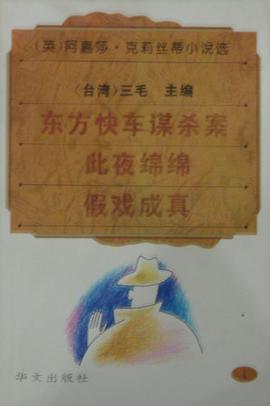 (英)阿嘉莎·克莉丝蒂小说选
(台湾)三毛 主编
东方快车谋杀案
此夜绵绵
假戏成真
华文出版社
1